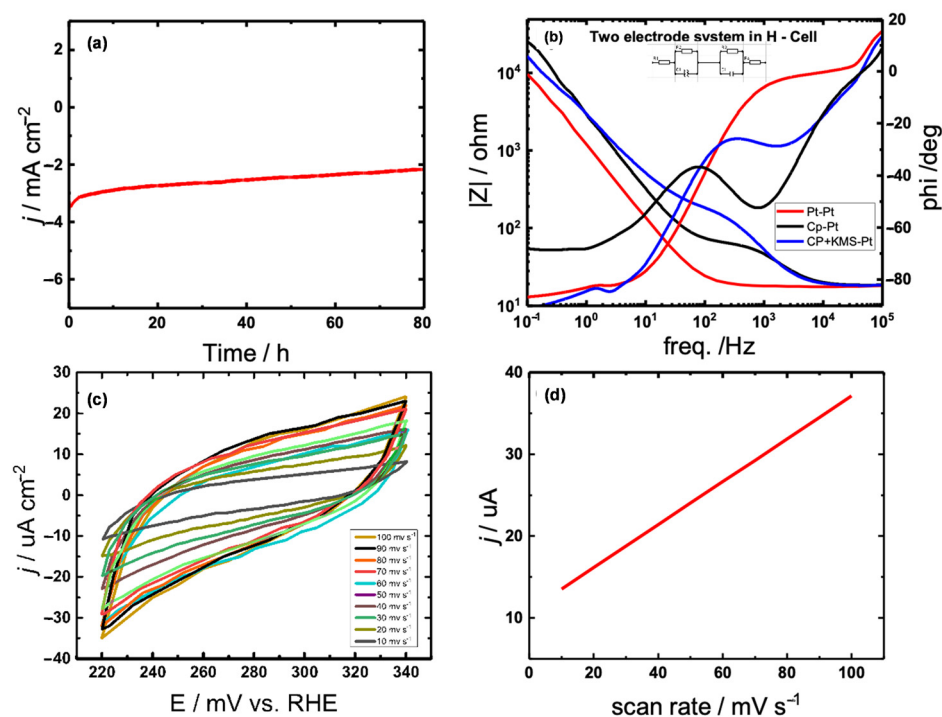 (a)
2
0
−2
−4
−6
j / mA cm−2
0 20 40 60 80
Time / h
(b)
Two electrode system in H - Cell
10⁴
10³
10²
10¹
|Z| / ohm
20
0
−20
−40
−60
−80
phi /deg
Pt-Pt
Cp-Pt
CP+KMS-Pt
10⁻¹ 10⁰ 10¹ 10² 10³ 10⁴ 10⁵
freq. /Hz
(c)
30
20
10
0
−10
−20
−30
−40
j / uA cm−2
100 mv s⁻¹
90 mv s⁻¹
80 mv s⁻¹
70 mv s⁻¹
60 mv s⁻¹
50 mv s⁻¹
40 mv s⁻¹
30 mv s⁻¹
20 mv s⁻¹
10 mv s⁻¹
220 240 260 280 300 320 340
E / mV vs. RHE
(d)
40
30
20
10
j / uA
0 20 40 60 80 100
scan rate / mV s−1